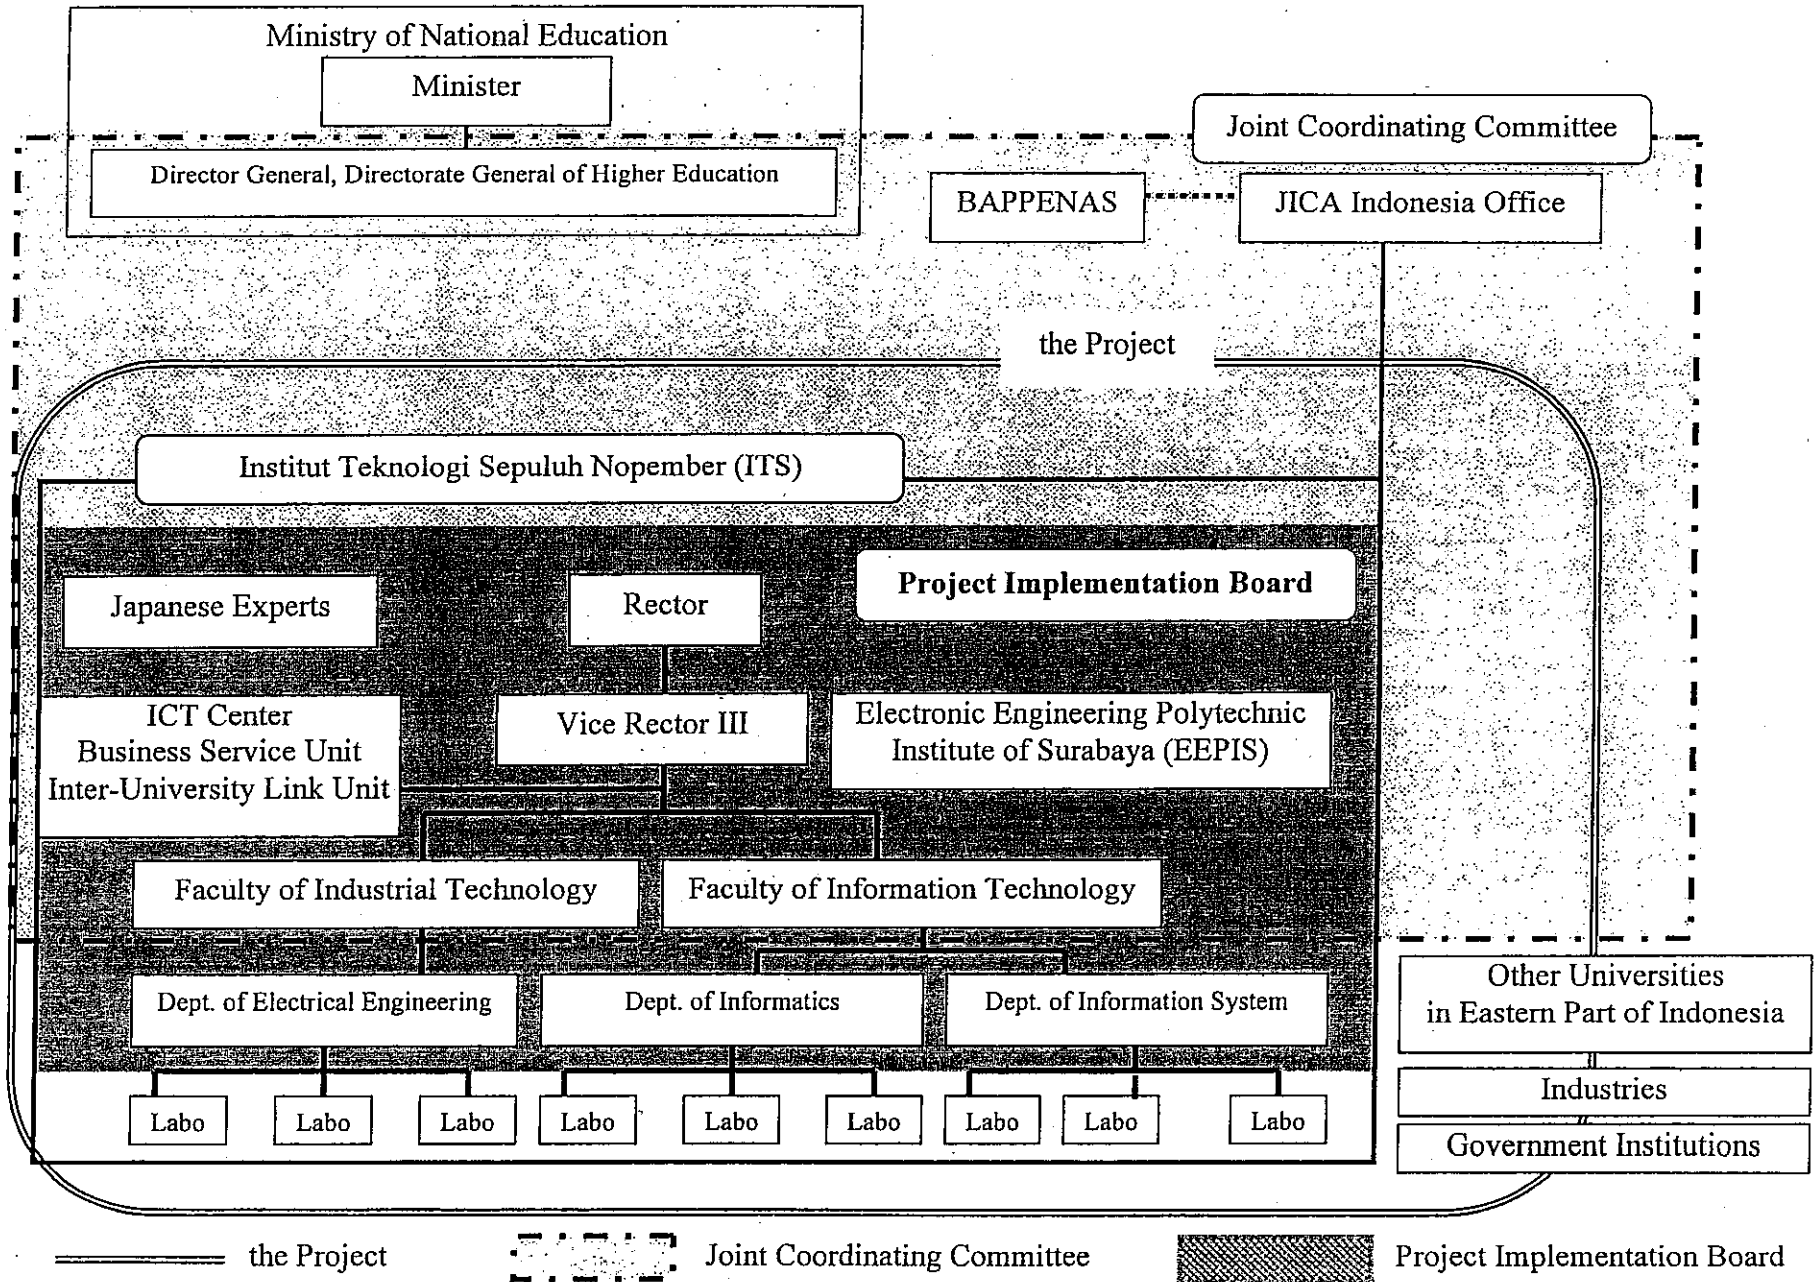 Ministry of National Education
Minister
Joint Coordinating Committee
Director General, Directorate General of Higher Education
BAPPENAS
JICA Indonesia Office
the Project
Institut Teknologi Sepuluh Nopember (ITS)
Project Implementation Board
Japanese Experts
Rector
ICT Center
Business Service Unit
Inter-University Link Unit
Vice Rector III
Electronic Engineering Polytechnic
Institute of Surabaya (EEPIS)
Faculty of Industrial Technology
Faculty of Information Technology
Dept. of Electrical Engineering
Dept. of Informatics
Dept. of Information System
Other Universities
in Eastern Part of Indonesia
Industries
Government Institutions
Labo
Labo
Labo
Labo
Labo
Labo
Labo
Labo
Labo
the Project
Joint Coordinating Committee
Project Implementation Board